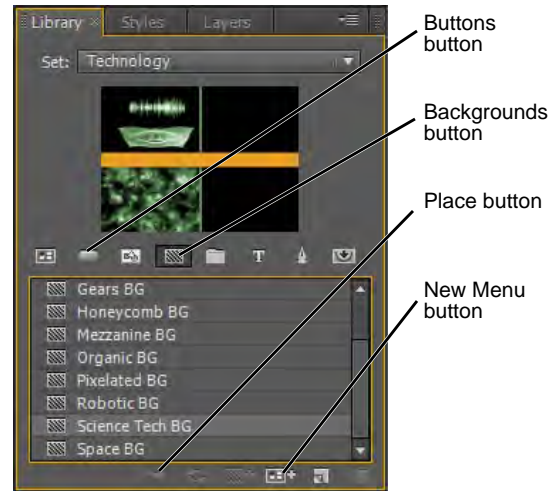 Library Styles Layers
Set: Technology
Gears BG
Honeycomb BG
Mezzanine BG
Organic BG
Pixelated BG
Robotic BG
Science Tech BG
Space BG
Buttons
button
Backgrounds
button
Place button
New Menu
button